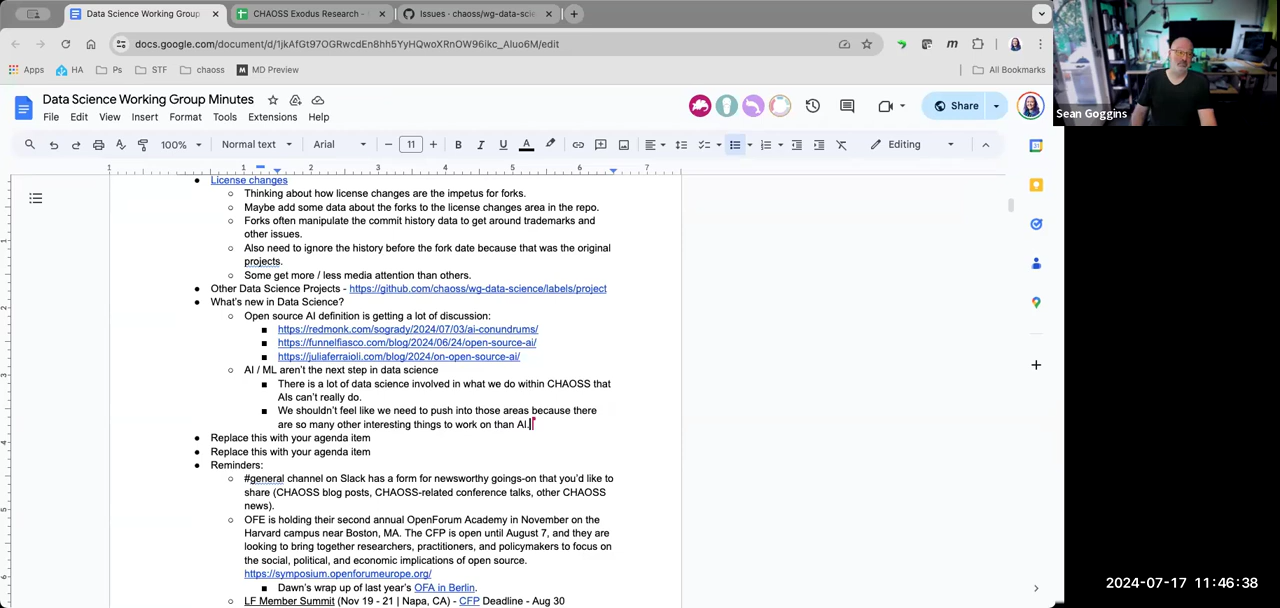 Data Science Working Group
CHAOSS Exodus Research -
Issues · chaoss/wg-data-scie
docs.google.com/document/d/1jkAfGt97OGRwcdEn8hh5YyHQwoXRnOW96ikc_Aluo6M/edit
Apps
HA
Ps
STF
chaoss
MD Preview
All Bookmarks
Data Science Working Group Minutes
File Edit View Insert Format Tools Extensions Help
Share
100% Normal text Arial 11 Editing
1 1 2 3 4 5 6 7
License changes
Thinking about how license changes are the impetus for forks.
Maybe add some data about the forks to the license changes area in the repo.
Forks often manipulate the commit history data to get around trademarks and
other issues.
Also need to ignore the history before the fork date because that was the original
projects.
Some get more / less media attention than others.
Other Data Science Projects - https://github.com/chaoss/wg-data-science/labels/project
What's new in Data Science?
Open source AI definition is getting a lot of discussion:
https://redmonk.com/sogrady/2024/07/03/ai-conundrums/
https://funnelfiasco.com/blog/2024/06/24/open-source-ai/
https://juliaferraioli.com/blog/2024/on-open-source-ai/
AI / ML aren't the next step in data science
There is a lot of data science involved in what we do within CHAOSS that
AIs can't really do.
We shouldn't feel like we need to push into those areas because there
are so many other interesting things to work on than AI.
Replace this with your agenda item
Replace this with your agenda item
Reminders:
#general channel on Slack has a form for newsworthy goings-on that you'd like to
share (CHAOSS blog posts, CHAOSS-related conference talks, other CHAOSS
news).
OFE is holding their second annual OpenForum Academy in November on the
Harvard campus near Boston, MA. The CFP is open until August 7, and they are
looking to bring together researchers, practitioners, and policymakers to focus on
the social, political, and economic implications of open source.
https://symposium.openforumeurope.org/
Dawn's wrap up of last year's OFA in Berlin.
LF Member Summit (Nov 19 - 21 | Napa, CA) - CFP Deadline - Aug 30
Sean Goggins
2024-07-17 11:46:38